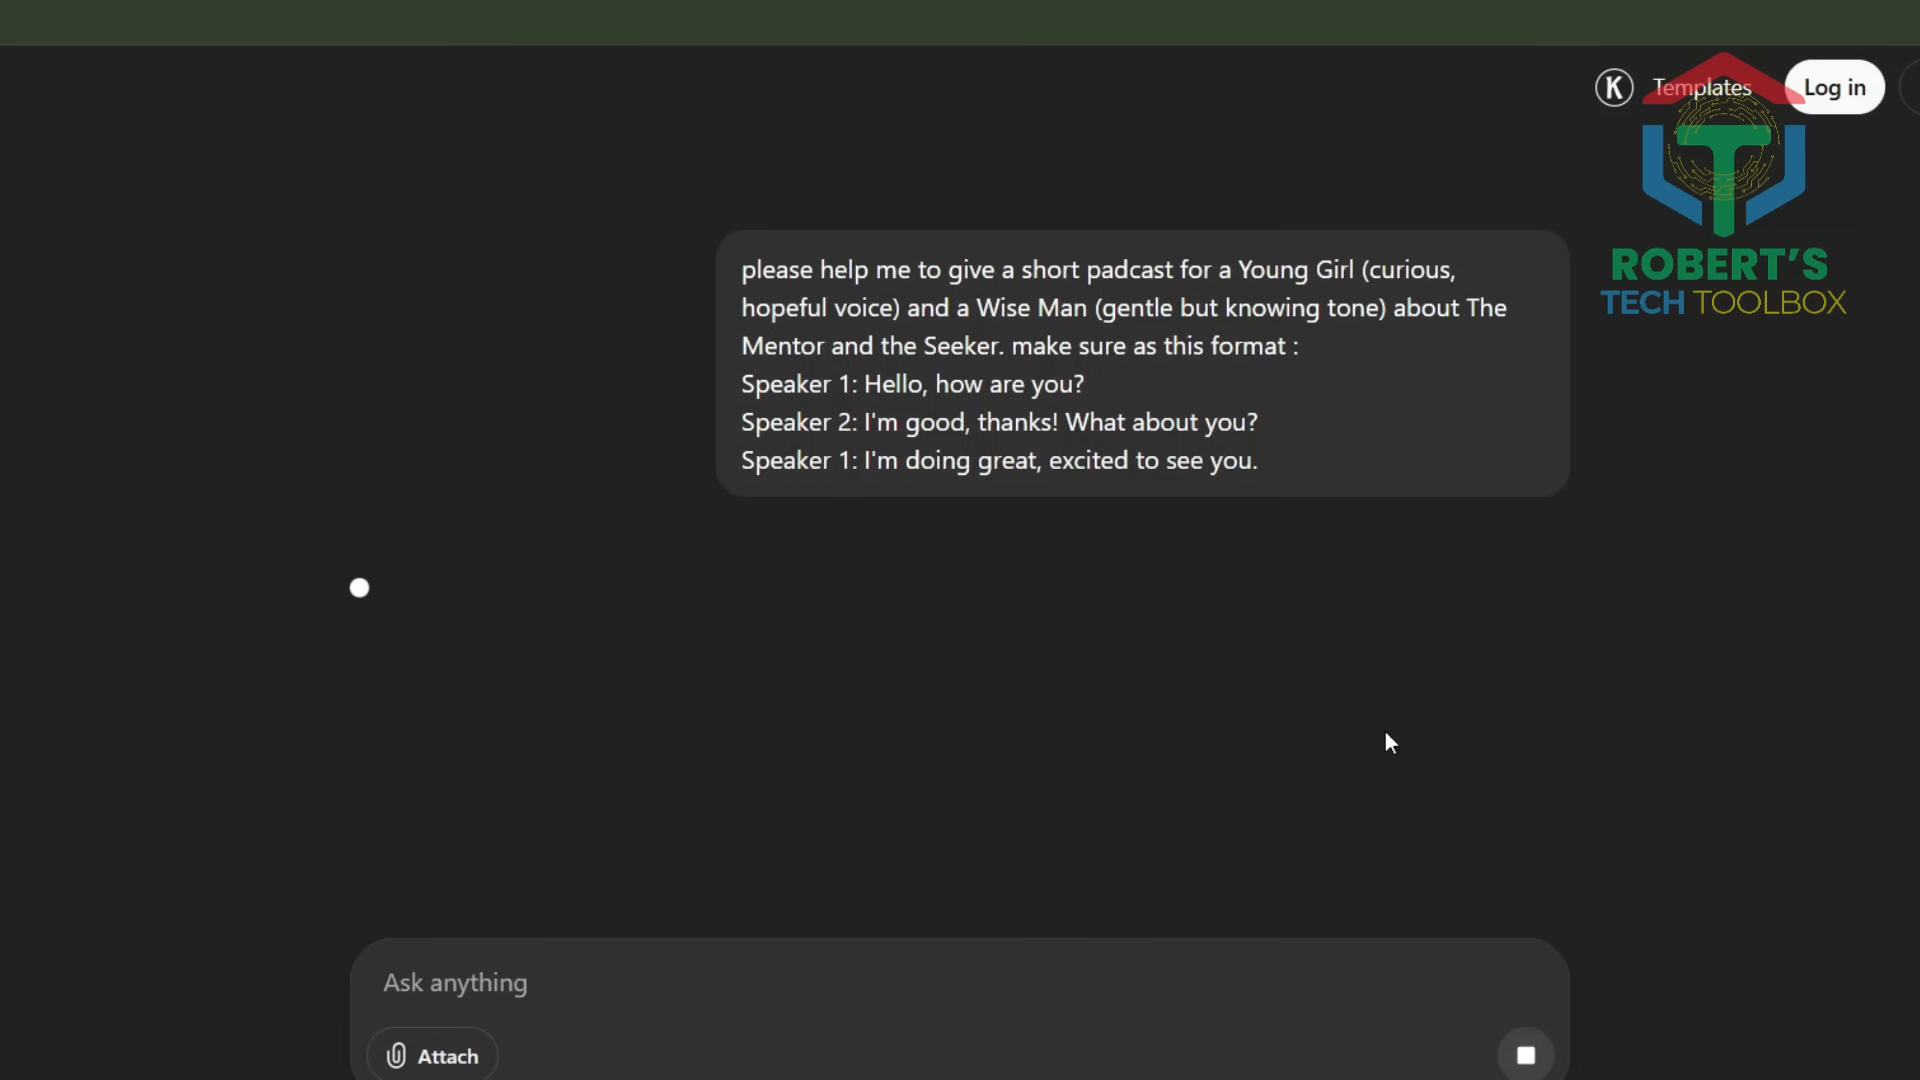 K Templates Log in
ROBERT'S
TECH TOOLBOX
please help me to give a short padcast for a Young Girl (curious,
hopeful voice) and a Wise Man (gentle but knowing tone) about The
Mentor and the Seeker. make sure as this format :
Speaker 1: Hello, how are you?
Speaker 2: I'm good, thanks! What about you?
Speaker 1: I'm doing great, excited to see you.
Ask anything
Attach